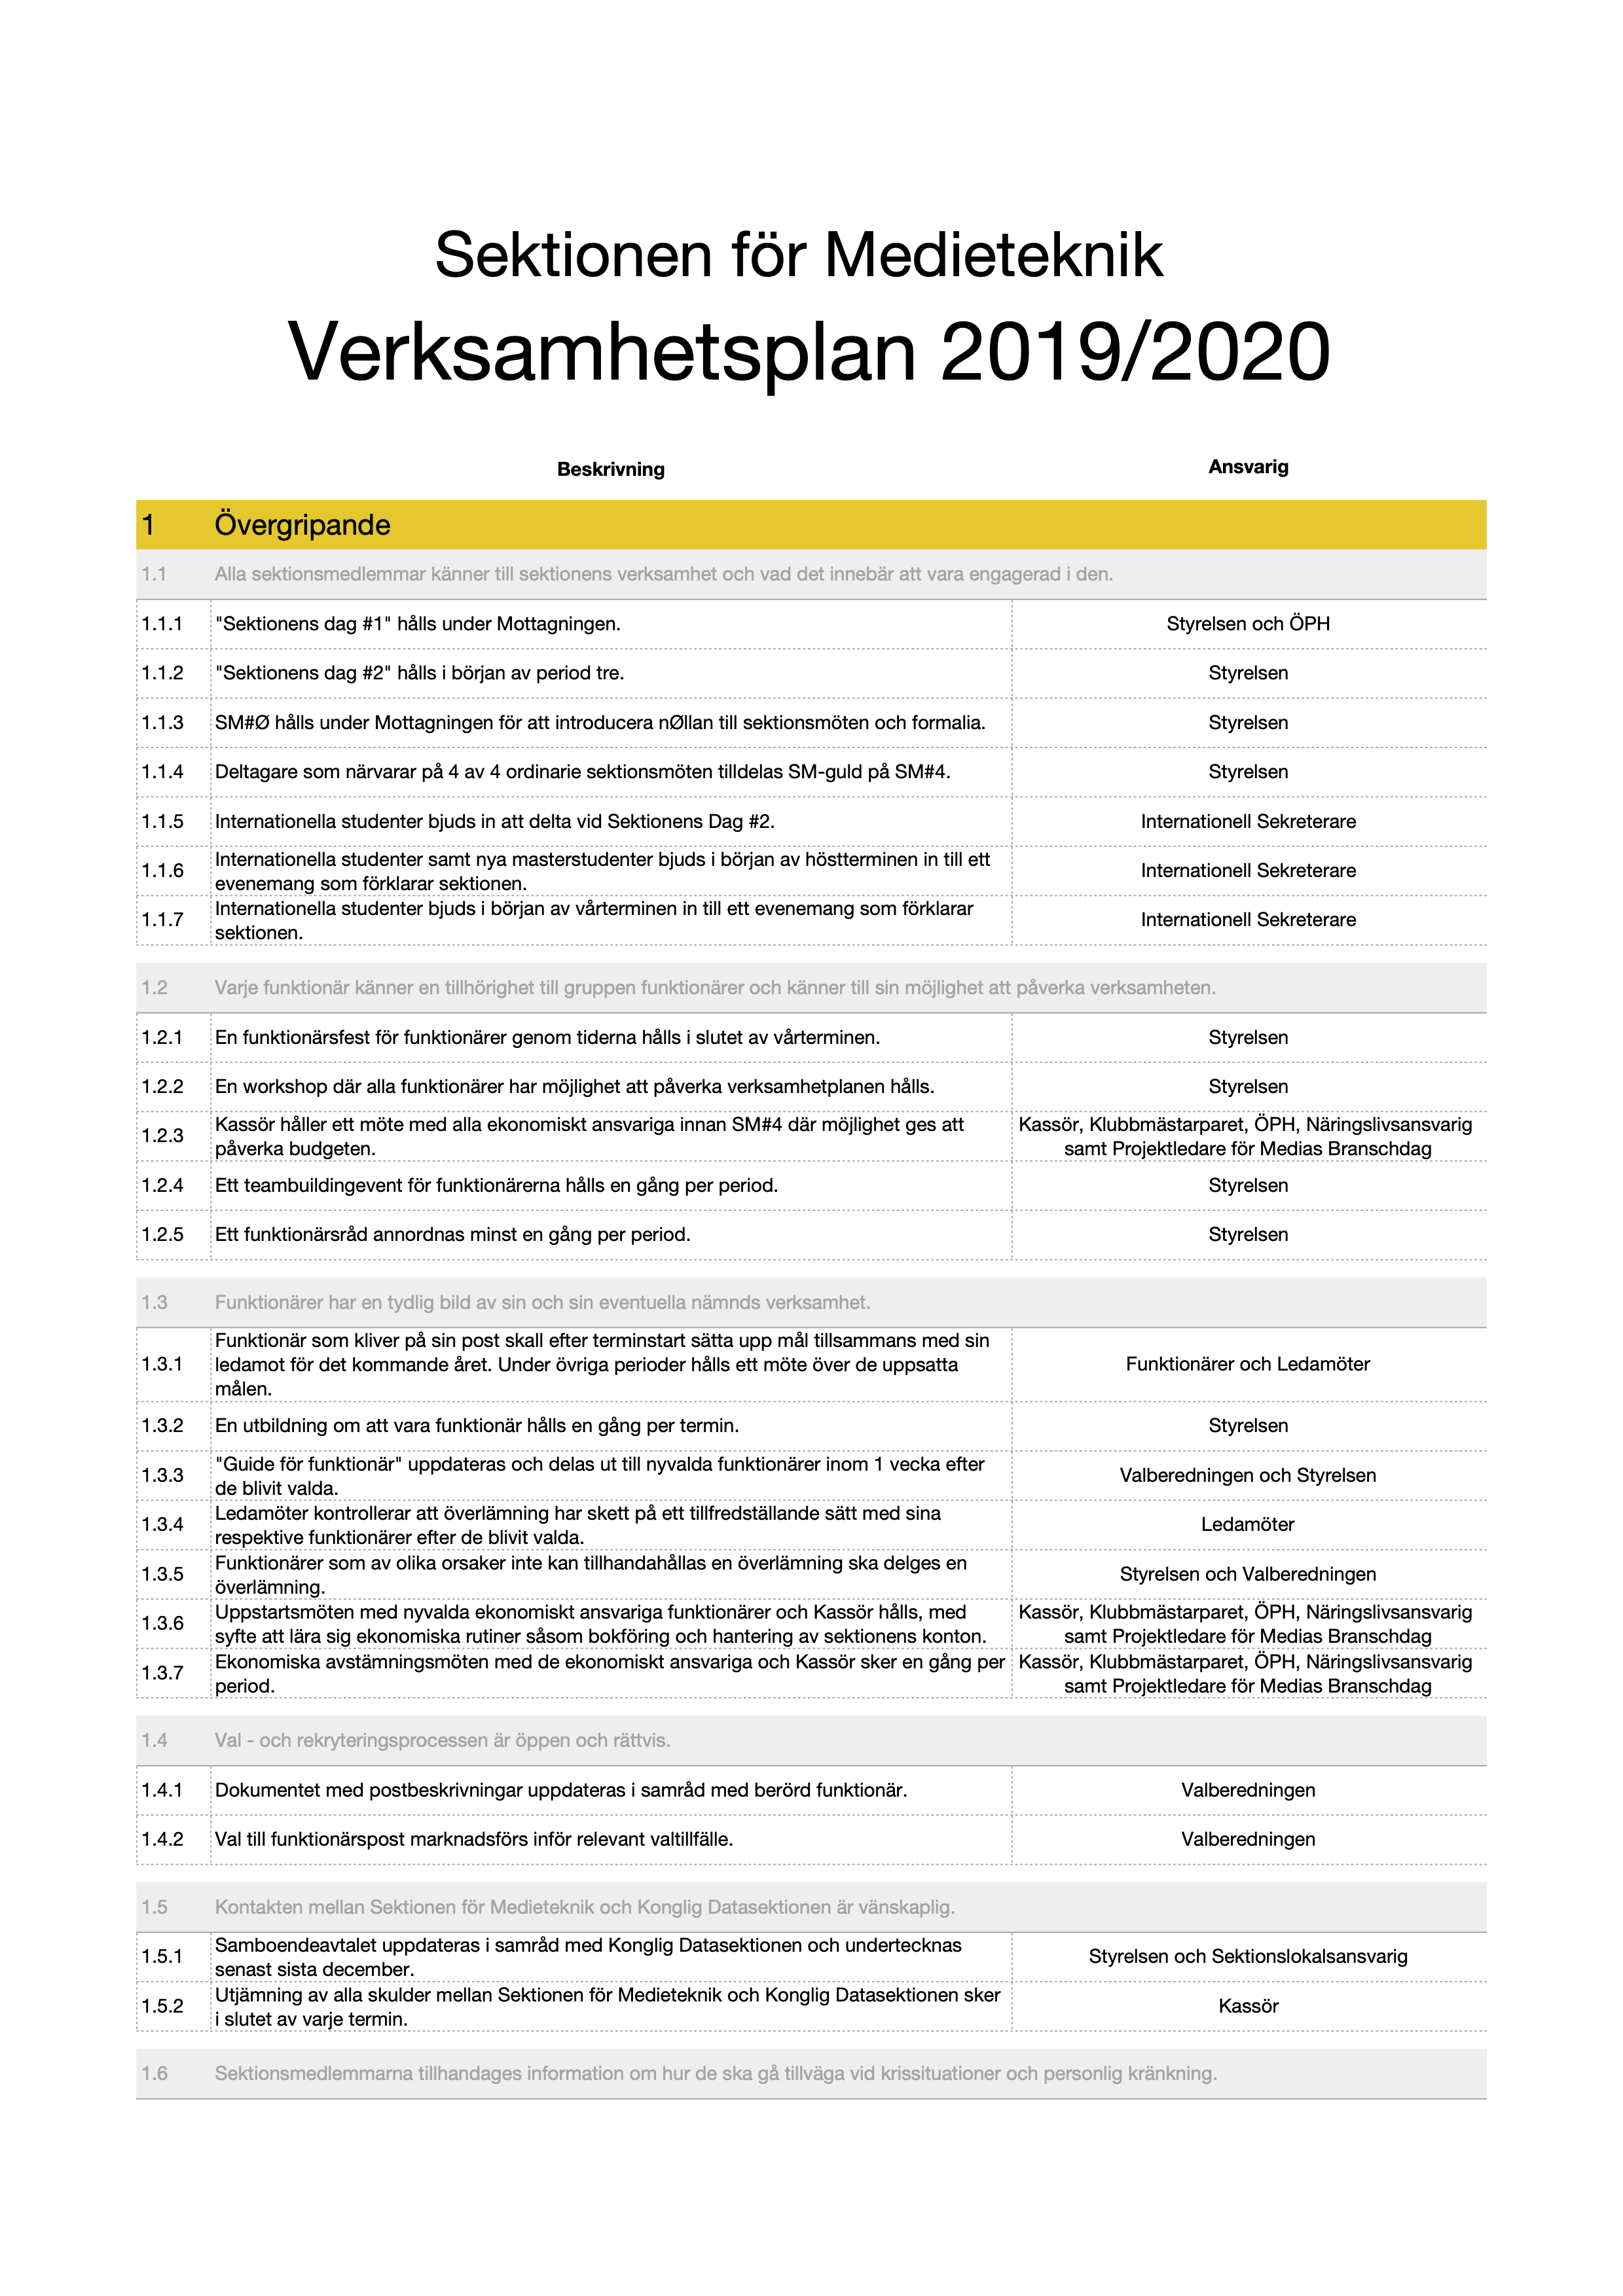 Sektionen för Medieteknik
Verksamhetsplan 2019/2020
Beskrivning Ansvarig
1 Övergripande
1.1 Alla sektionsmedlemmar känner till sektionens verksamhet och vad det innebär att vara engagerad i den.
1.1.1 "Sektionens dag #1" hålls under Mottagningen. Styrelsen och ÖPH
1.1.2 "Sektionens dag #2" hålls i början av period tre. Styrelsen
1.1.3 SM#Ø hålls under Mottagningen för att introducera nØllan till sektionsmöten och formalia. Styrelsen
1.1.4 Deltagare som närvarar på 4 av 4 ordinarie sektionsmöten tilldelas SM-guld på SM#4. Styrelsen
1.1.5 Internationella studenter bjuds in att delta vid Sektionens Dag #2. Internationell Sekreterare
1.1.6 Internationella studenter samt nya masterstudenter bjuds i början av höstterminen in till ett
evenemang som förklarar sektionen. Internationell Sekreterare
1.1.7 Internationella studenter bjuds i början av vårterminen in till ett evenemang som förklarar
sektionen. Internationell Sekreterare
1.2 Varje funktionär känner en tillhörighet till gruppen funktionärer och känner till sin möjlighet att påverka verksamheten.
1.2.1 En funktionärsfest för funktionärer genom tiderna hålls i slutet av vårterminen. Styrelsen
1.2.2 En workshop där alla funktionärer har möjlighet att påverka verksamhetplanen hålls. Styrelsen
1.2.3 Kassör håller ett möte med alla ekonomiskt ansvariga innan SM#4 där möjlighet ges att Kassör, Klubbmästarparet, ÖPH, Näringslivsansvarig
påverka budgeten. samt Projektledare för Medias Branschdag
1.2.4 Ett teambuildingevent för funktionärerna hålls en gång per period. Styrelsen
1.2.5 Ett funktionärsråd annordnas minst en gång per period. Styrelsen
1.3 Funktionärer har en tydlig bild av sin och sin eventuella nämnds verksamhet.
Funktionär som kliver på sin post skall efter terminstart sätta upp mål tillsammans med sin
1.3.1 ledamot för det kommande året. Under övriga perioder hålls ett möte över de uppsatta Funktionärer och Ledamöter
målen.
1.3.2 En utbildning om att vara funktionär hålls en gång per termin. Styrelsen
1.3.3 "Guide för funktionär" uppdateras och delas ut till nyvalda funktionärer inom 1 vecka efter
de blivit valda. Valberedningen och Styrelsen
1.3.4 Ledamöter kontrollerar att överlämning har skett på ett tillfredställande sätt med sina
respektive funktionärer efter de blivit valda. Ledamöter
1.3.5 Funktionärer som av olika orsaker inte kan tillhandahållas en överlämning ska delges en
överlämning. Styrelsen och Valberedningen
1.3.6 Uppstartsmöten med nyvalda ekonomiskt ansvariga funktionärer och Kassör hålls, med Kassör, Klubbmästarparet, ÖPH, Näringslivsansvarig
syfte att lära sig ekonomiska rutiner såsom bokföring och hantering av sektionens konton. samt Projektledare för Medias Branschdag
1.3.7 Ekonomiska avstämningsmöten med de ekonomiskt ansvariga och Kassör sker en gång per Kassör, Klubbmästarparet, ÖPH, Näringslivsansvarig
period. samt Projektledare för Medias Branschdag
1.4 Val - och rekryteringsprocessen är öppen och rättvis.
1.4.1 Dokumentet med postbeskrivningar uppdateras i samråd med berörd funktionär. Valberedningen
1.4.2 Val till funktionärspost marknadsförs inför relevant valtillfälle. Valberedningen
1.5 Kontakten mellan Sektionen för Medieteknik och Konglig Datasektionen är vänskaplig.
1.5.1 Samboendeavtalet uppdateras i samråd med Konglig Datasektionen och undertecknas
senast sista december. Styrelsen och Sektionslokalsansvarig
1.5.2 Utjämning av alla skulder mellan Sektionen för Medieteknik och Konglig Datasektionen sker
i slutet av varje termin. Kassör
1.6 Sektionsmedlemmarna tillhandages information om hur de ska gå tillväga vid krissituationer och personlig kränkning.